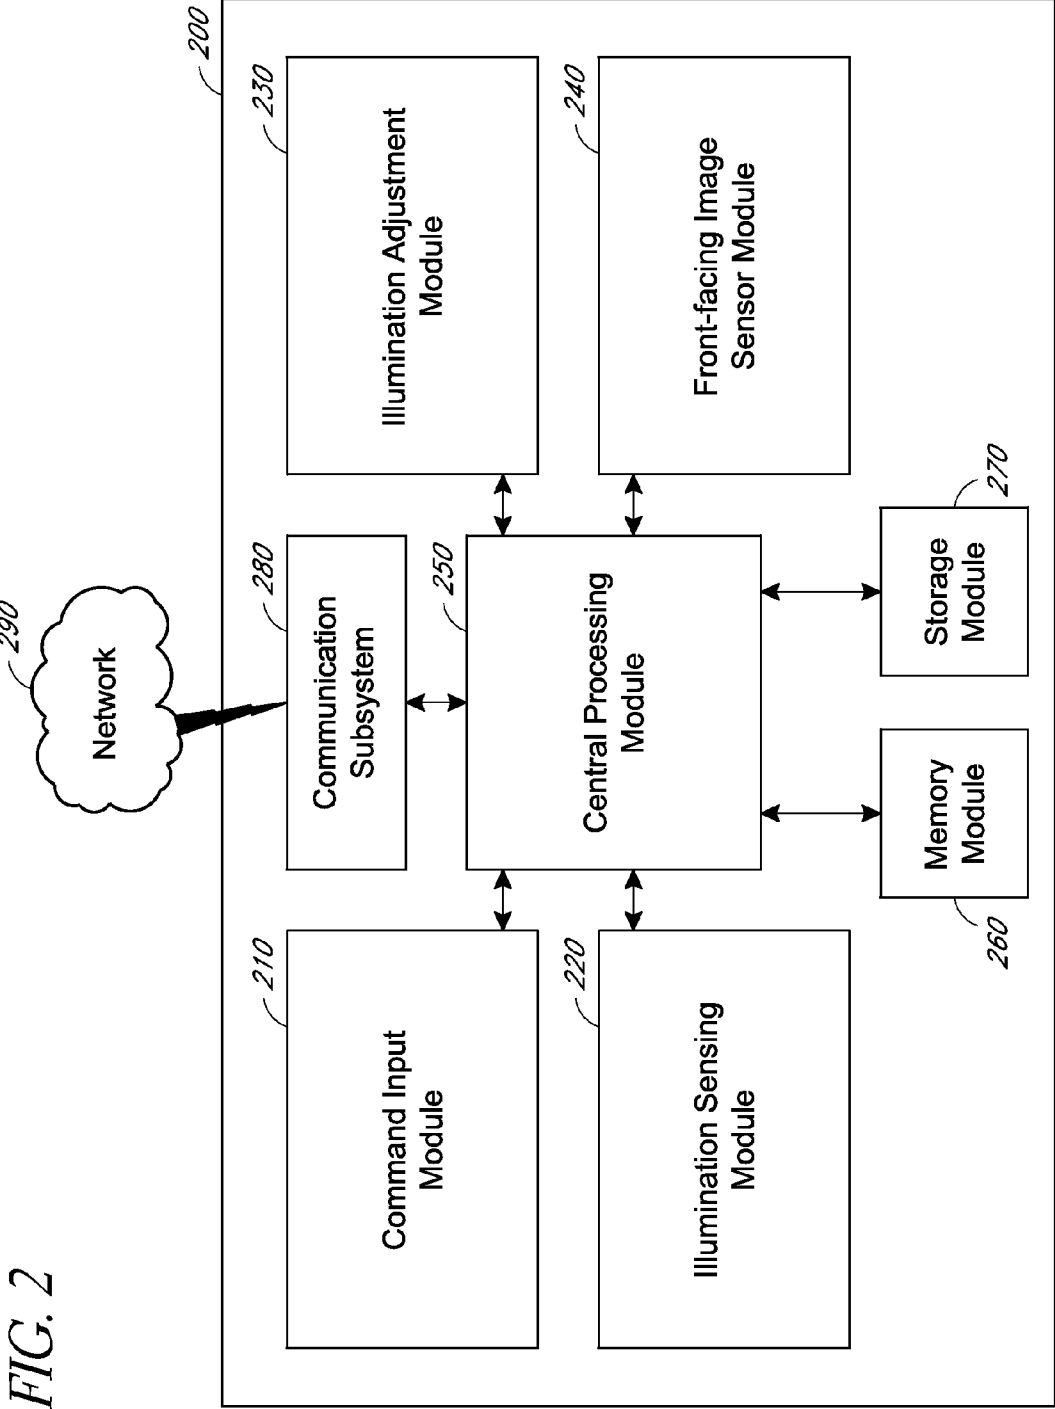 FIG. 2
290
Network
200
210
Command Input
Module
280
Communication
Subsystem
230
Illumination Adjustment
Module
250
Central Processing
Module
220
Illumination Sensing
Module
240
Front-facing Image
Sensor Module
Memory
Module
260
Storage
Module
270